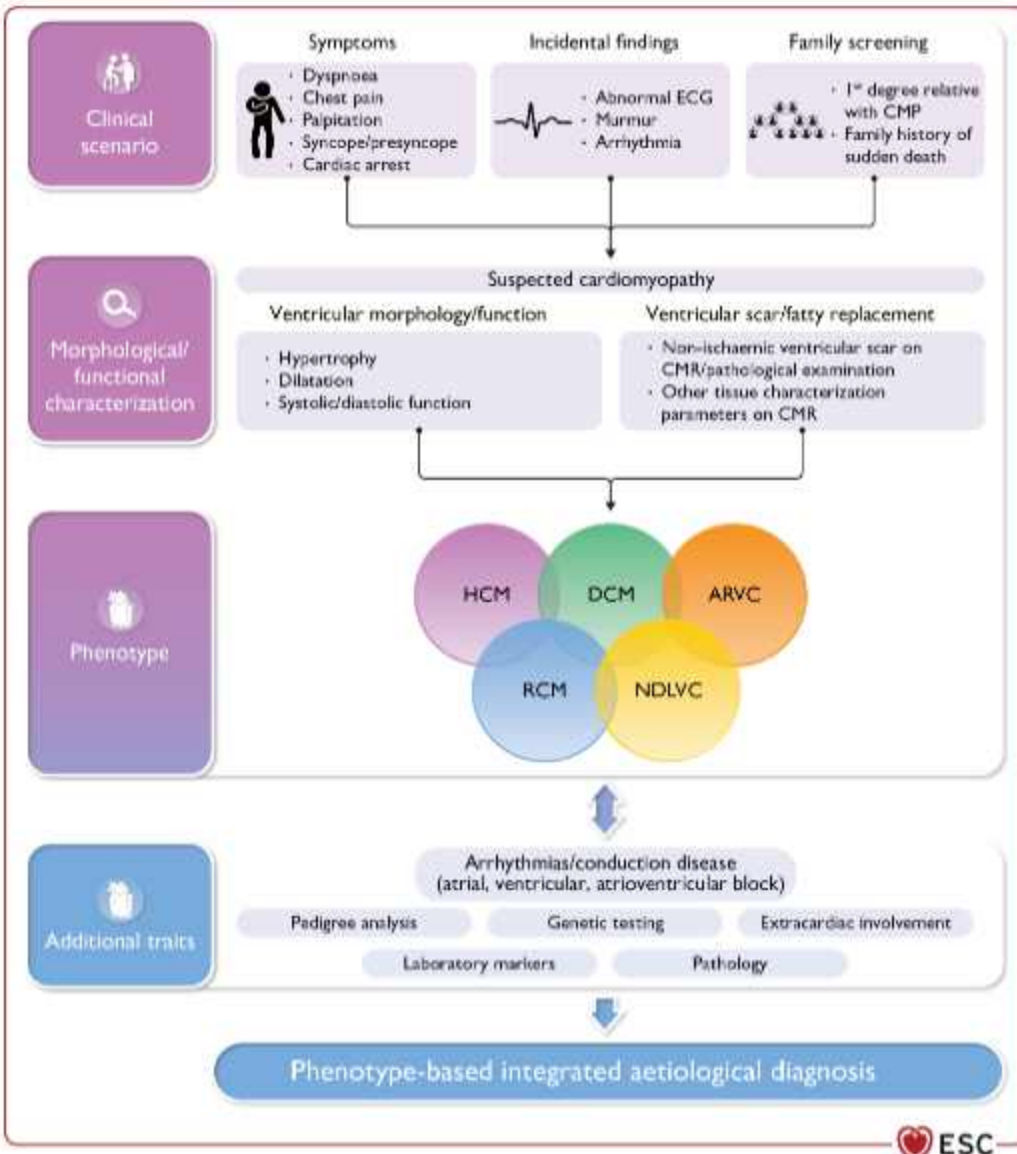 Clinical
scenario
Symptoms
· Dyspnoea
· Chest pain
· Palpitation
· Syncope/presyncope
· Cardiac arrest
Incidental findings
· Abnormal ECG
· Murmur
· Arrhythmia
Family screening
· 1st degree relative
with CMP
· Family history of
sudden death
Morphological/
functional
characterization
Suspected cardiomyopathy
Ventricular morphology/function
· Hypertrophy
· Dilatation
· Systolic/diastolic function
Ventricular scar/fatty replacement
· Non-ischaemic ventricular scar on
CMR/pathological examination
· Other tissue characterization
parameters on CMR
Phenotype
HCM
DCM
ARVC
RCM
NDLVC
Additional traits
Arrhythmias/conduction disease
(atrial, ventricular, atrioventricular block)
Pedigree analysis
Genetic testing
Extracardiac involvement
Laboratory markers
Pathology
Phenotype-based integrated aetiological diagnosis
ESC